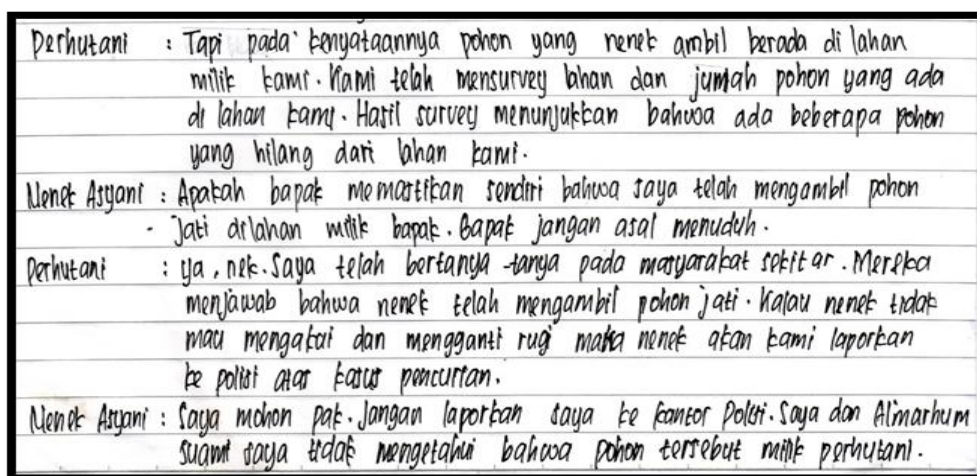 Perhutani : Tapi pada kenyataannya pohon yang nenek ambil berada di lahan
milik kami. Kami telah mensurvey lahan dan jumlah pohon yang ada
di lahan kami. Hasil survey menunjukkan bahwa ada beberapa pohon
yang hilang dari lahan kami.
Nenek Asyani : Apakah bapak memastikan sendiri bahwa saya telah mengambil pohon
- Jati dilahan milik bapak. Bapak jangan asal menuduh.
Perhutani : Ya, nek. Saya telah bertanya-tanya pada masyarakat sekitar. Mereka
menjawab bahwa nenek telah mengambil pohon jati. Kalau nenek tidak
mau mengakui dan mengganti rugi maka nenek akan kami laporkan
ke polisi atas kasus pencurian.
Nenek Asyani : Saya mohon pak. Jangan laporkan saya ke kantor Polisi. Saya dan Almarhum
suami saya tidak mengetahui bahwa pohon tersebut milik perhutani.